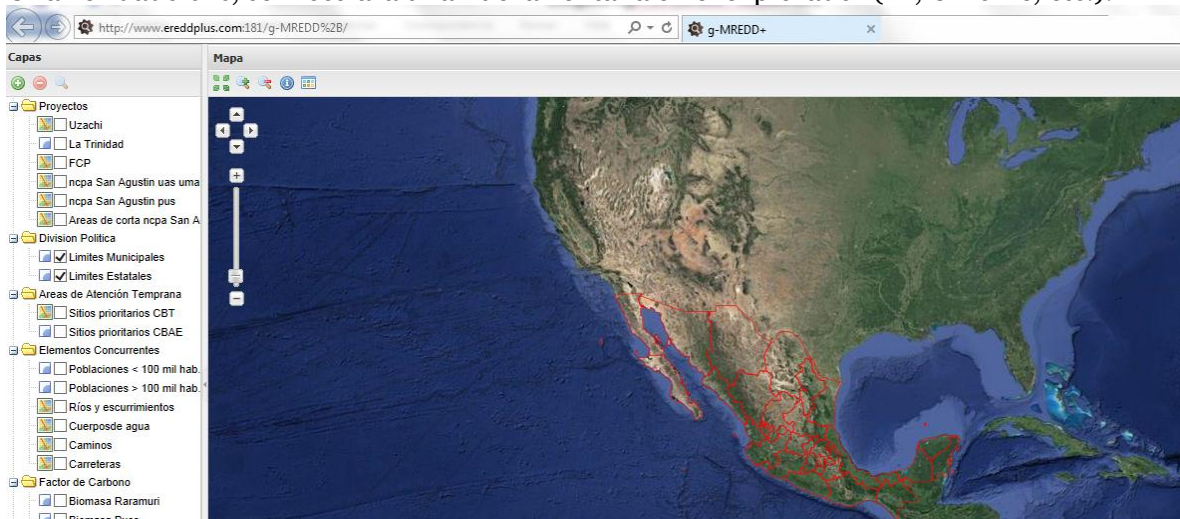 http://www.ereddplus.com:181/g-MREDD%2B/
g-MREDD+
Capas
Mapa
Proyectos
Uzachi
La Trinidad
FCP
ncpa San Agustin uas uma
ncpa San Agustin pus
Areas de corta ncpa San A
Division Politica
Limites Municipales
Limites Estatales
Areas de Atención Temprana
Sitios prioritarios CBT
Sitios prioritarios CBAE
Elementos Concurrentes
Poblaciones < 100 mil hab.
Poblaciones > 100 mil hab.
Ríos y escurrimientos
Cuerposde agua
Caminos
Carreteras
Factor de Carbono
Biomasa Raramuri